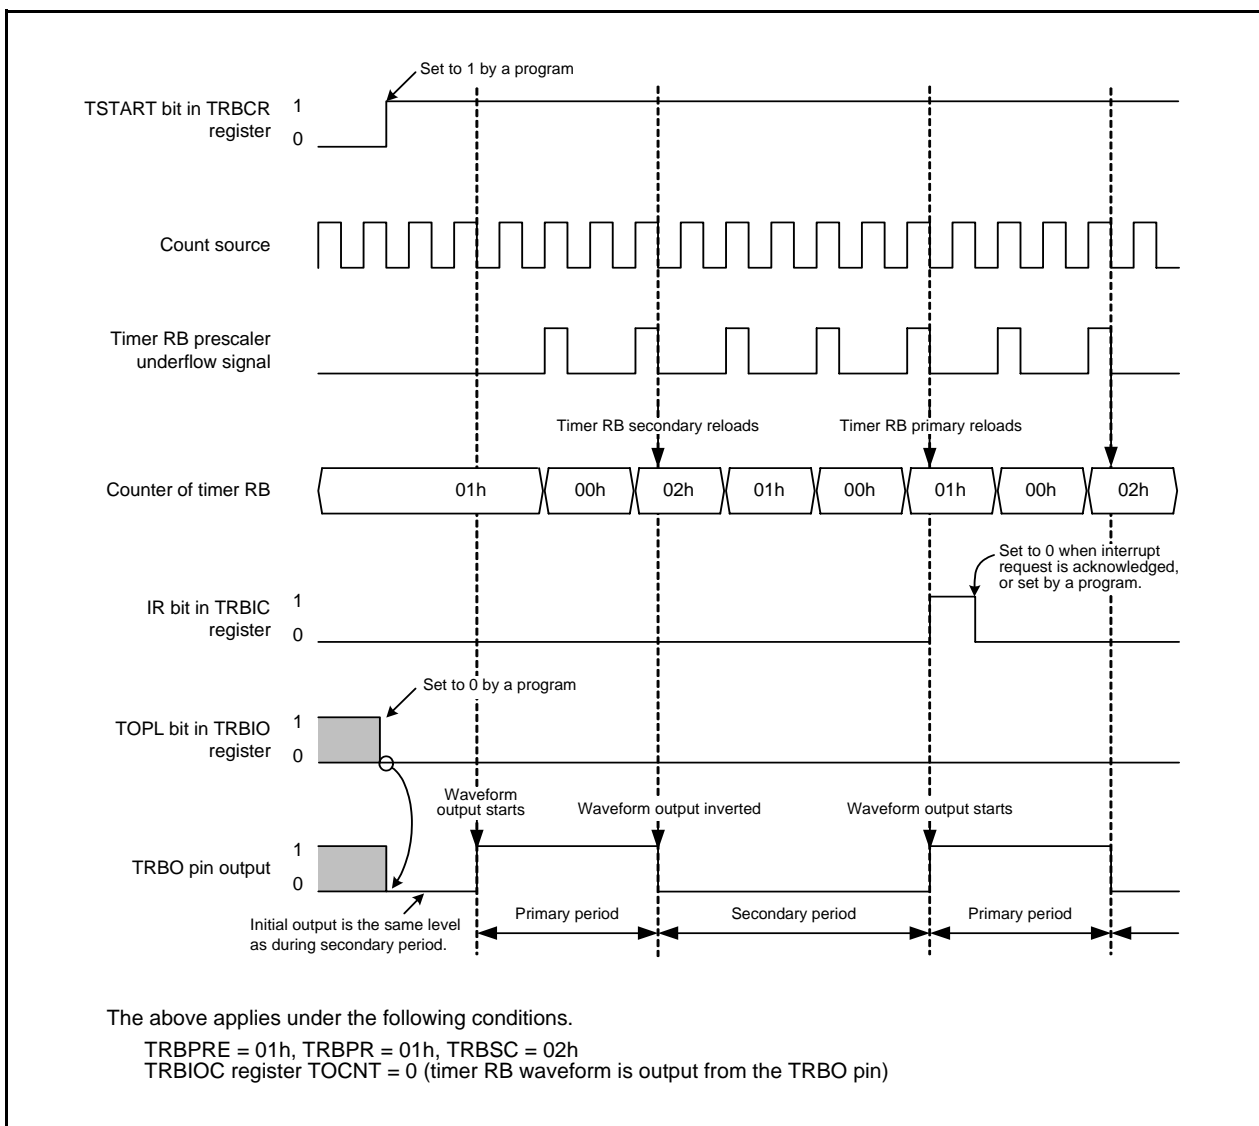 Set to 1 by a program
TSTART bit in TRBCR
register
1
0
Count source
Timer RB prescaler
underflow signal
Timer RB secondary reloads
Timer RB primary reloads
Counter of timer RB
01h
00h
02h
01h
00h
01h
00h
02h
Set to 0 when interrupt
request is acknowledged,
or set by a program.
IR bit in TRBIC
register
1
0
Set to 0 by a program
TOPL bit in TRBIO
register
1
0
Waveform
output starts
Waveform output inverted
Waveform output starts
TRBO pin output
1
0
Initial output is the same level
as during secondary period.
Primary period
Secondary period
Primary period
The above applies under the following conditions.
TRBPRE = 01h, TRBPR = 01h, TRBSC = 02h
TRBIOC register TOCNT = 0 (timer RB waveform is output from the TRBO pin)